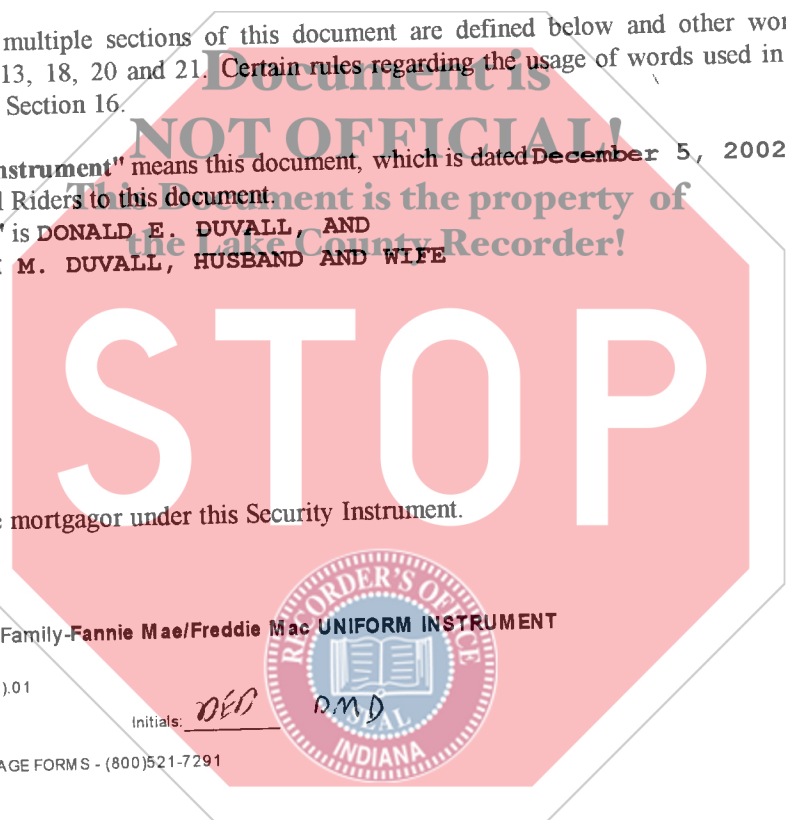 multiple sections of this document are defined below and other wor
13, 18, 20 and 21. Certain rules regarding the usage of words used in
Section 16.
Document is
NOT OFFICIAL!
This Document is the property of
the Lake County Recorder!
nstrument" means this document, which is dated December 5, 2002
l Riders to this document.
" is DONALD E. DUVALL, AND
M. DUVALL, HUSBAND AND WIFE
STOP
mortgagor under this Security Instrument.
RECORDER'S OFFICE
SEAL
INDIANA
Family-Fannie Mae/Freddie Mac UNIFORM INSTRUMENT
).01
Initials: DED DMD
AGE FORMS - (800)521-7291